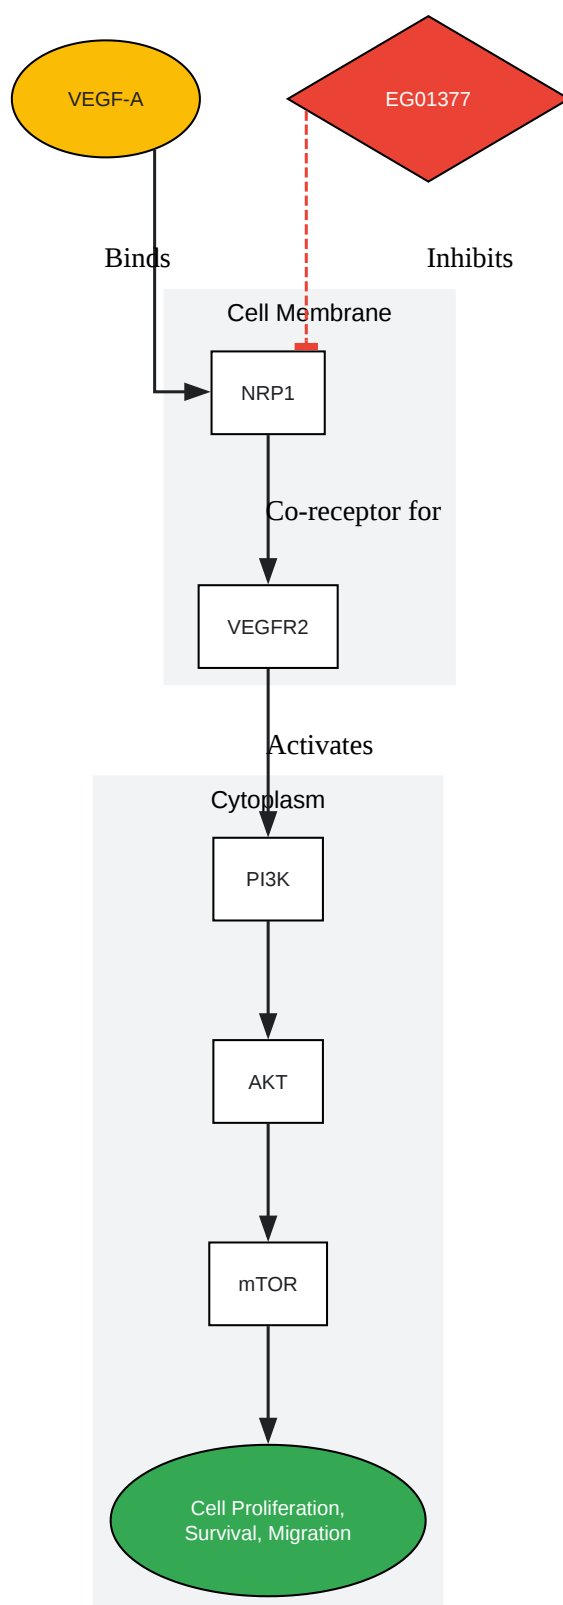 VEGF-A
EG01377
Binds
Inhibits
Cell Membrane
NRP1
Co-receptor for
VEGFR2
Activates
Cytoplasm
PI3K
AKT
mTOR
Cell Proliferation,
Survival, Migration